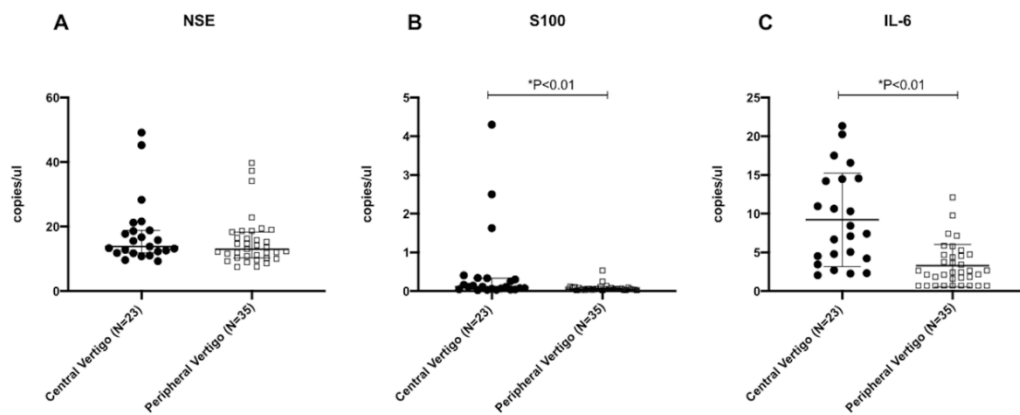 A NSE
B S100
C IL-6
*P<0.01
*P<0.01
copies/ul
60
40
20
0
Central Vertigo (N=23)
Peripheral Vertigo (N=35)
copies/ul
5
4
3
2
1
0
Central Vertigo (N=23)
Peripheral Vertigo (N=35)
copies/ul
25
20
15
10
5
0
Central Vertigo (N=23)
Peripheral Vertigo (N=35)